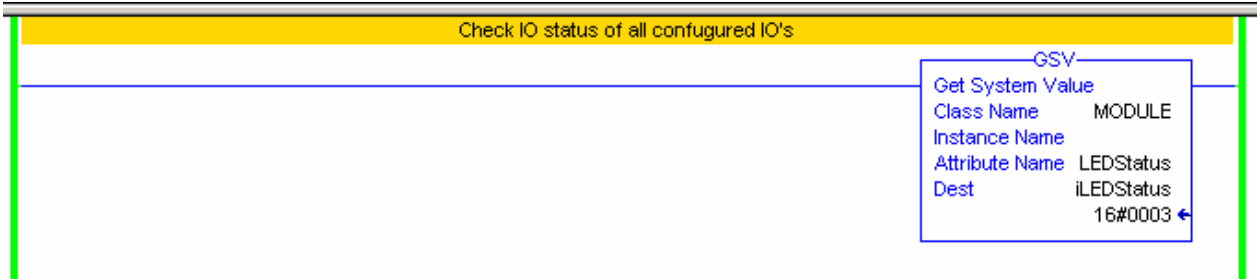 Check IO status of all confugured IO's
GSV
Get System Value
Class Name MODULE
Instance Name
Attribute Name LEDStatus
Dest iLEDStatus
16#0003